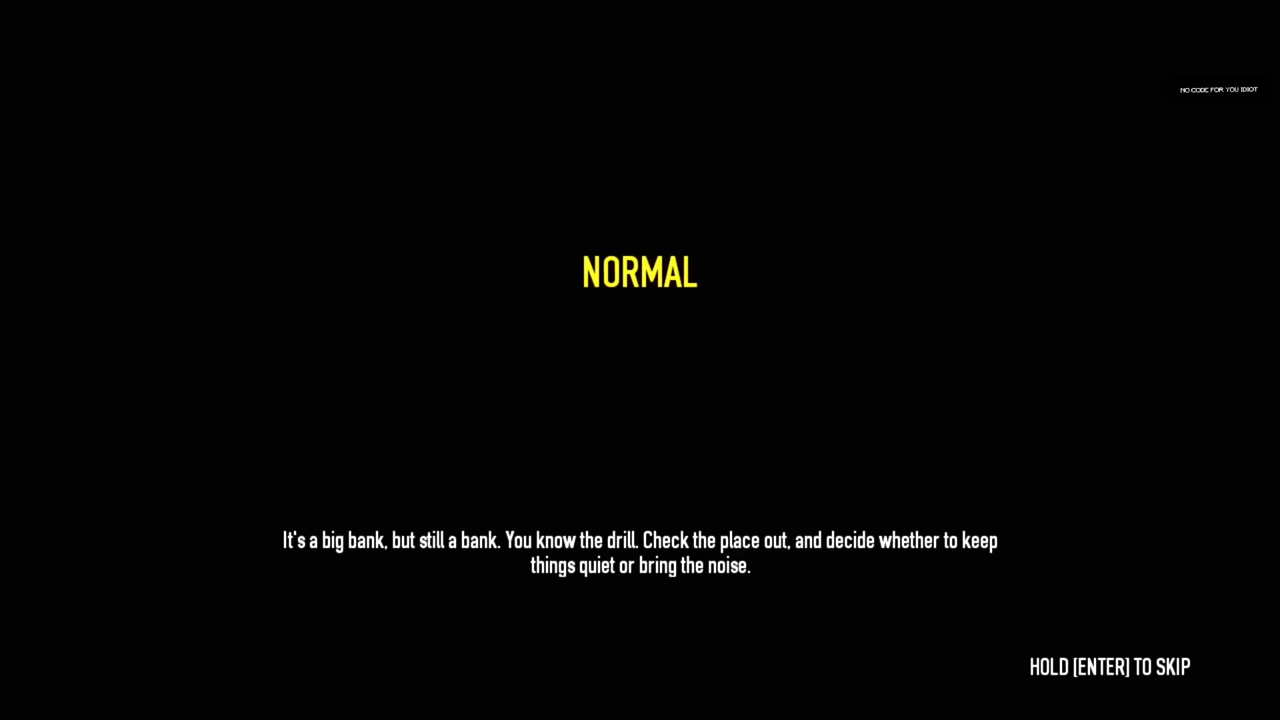 NO CODE FOR YOU IDIOT
NORMAL
It's a big bank, but still a bank. You know the drill. Check the place out, and decide whether to keep
things quiet or bring the noise.
HOLD [ENTER] TO SKIP